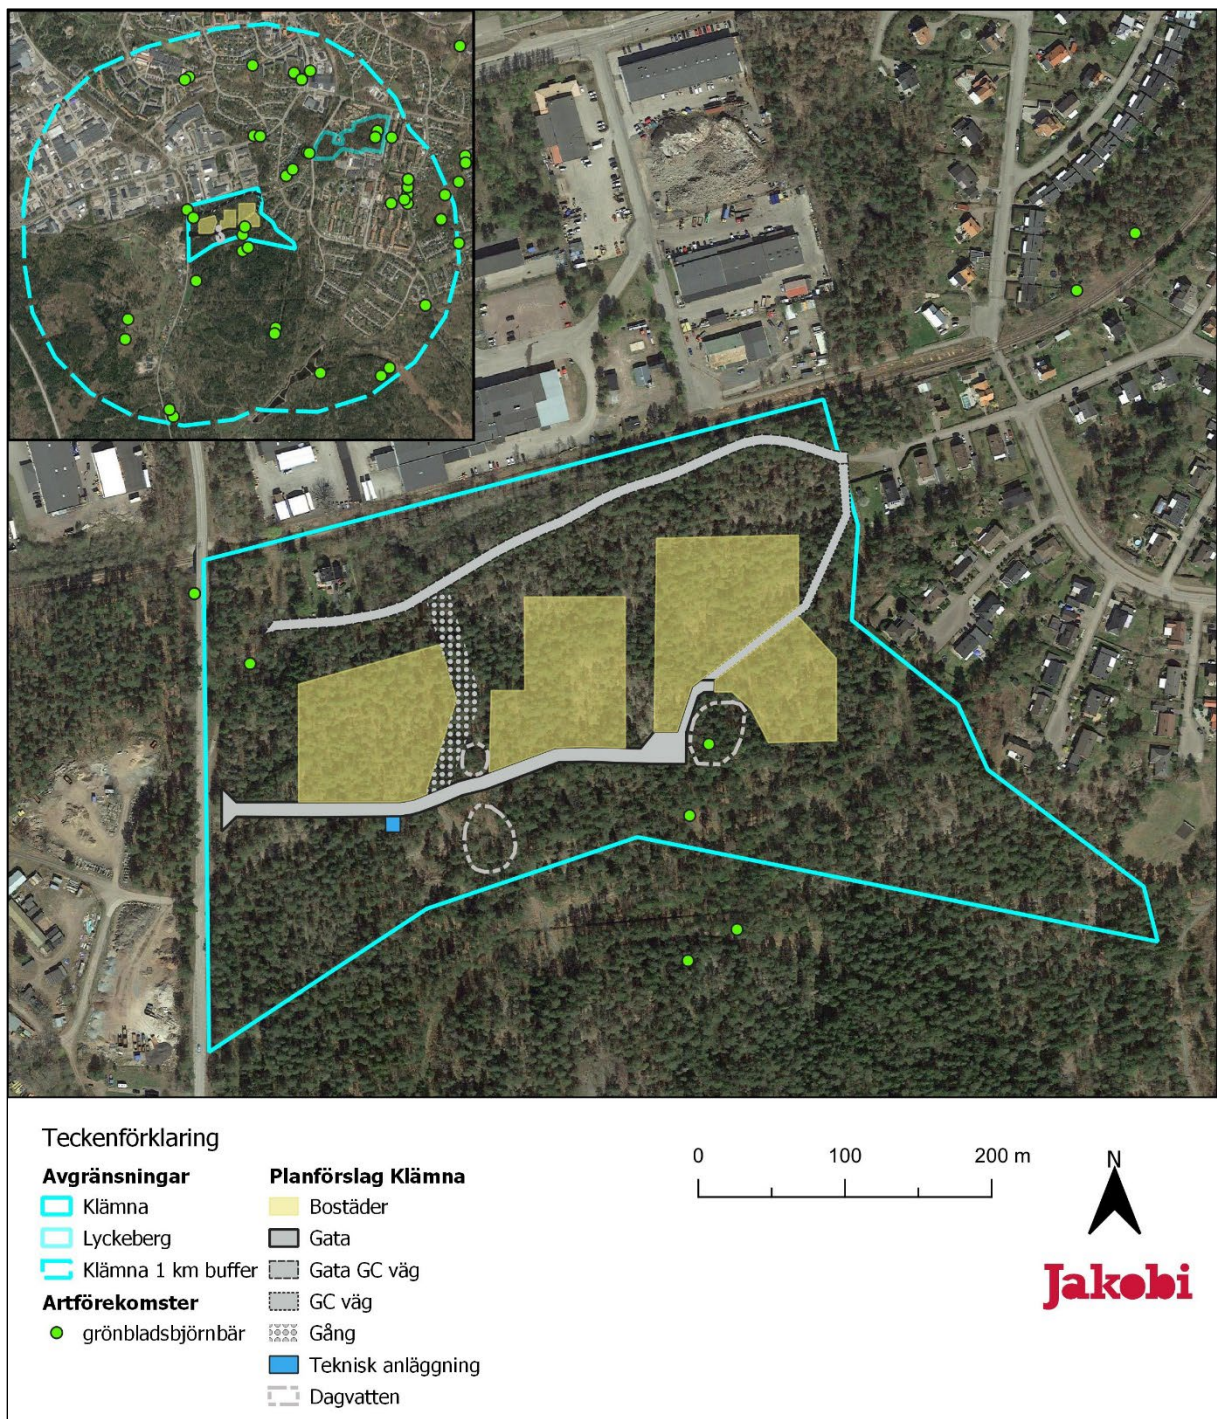 Teckenförklaring
Avgränsningar
Klämna
Lyckeberg
Klämna 1 km buffer
Artförekomster
grönbladsbjörnbär
Planförslag Klämna
Bostäder
Gata
Gata GC väg
GC väg
Gång
Teknisk anläggning
Dagvatten
0 100 200 m
N
Jakobi